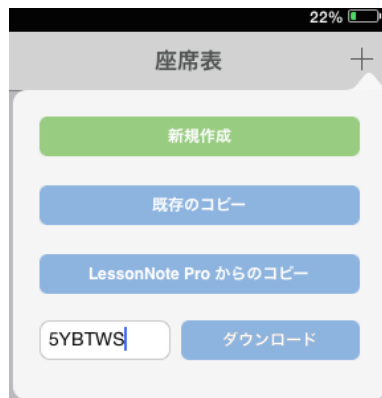 22%
座席表
新規作成
既存のコピー
LessonNote Pro からのコピー
5YBTWS ダウンロード